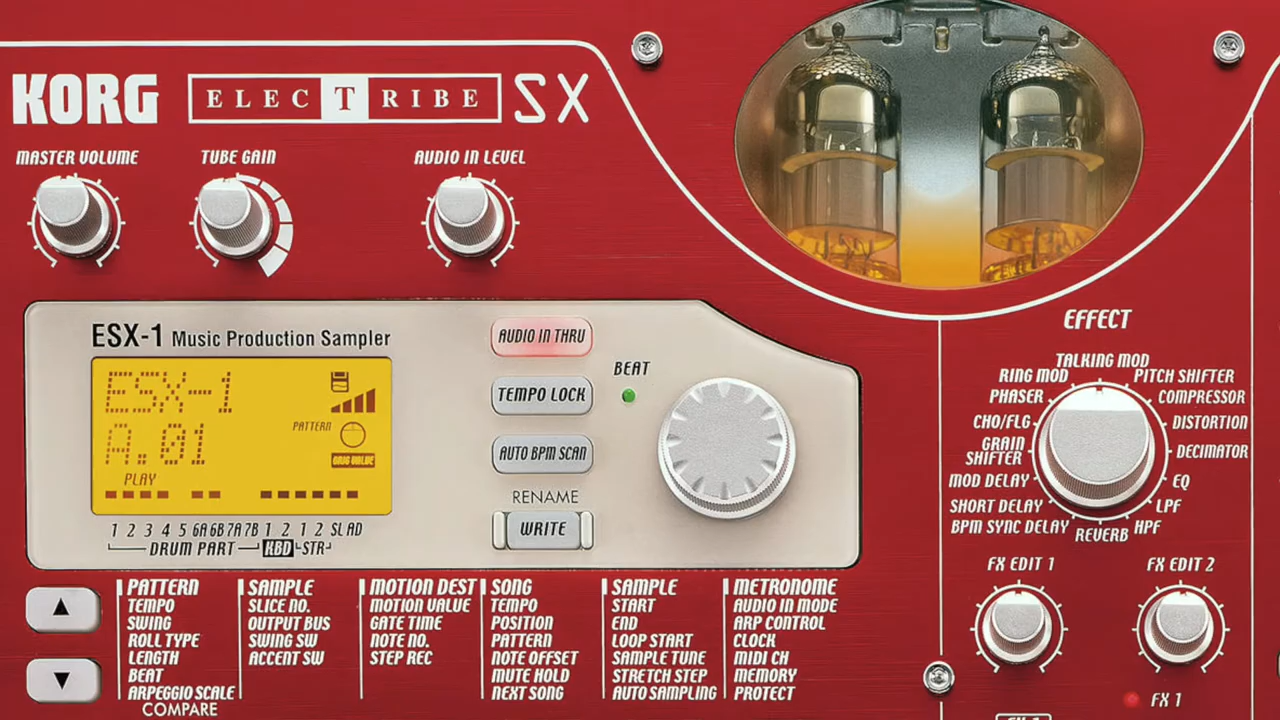 KORG
ELECTRIBE SX
MASTER VOLUME
TUBE GAIN
AUDIO IN LEVEL
ESX-1 Music Production Sampler
ESX-1
A.01
PATTERN
ORIG VALUE
PLAY
1 2 3 4 5 6A 6B 7A 7B 1 2 1 2 SL AD
DRUM PART KBD STR
AUDIO IN THRU
TEMPO LOCK
AUTO BPM SCAN
RENAME
WRITE
BEAT
EFFECT
TALKING MOD
RING MOD
PITCH SHIFTER
PHASER
COMPRESSOR
CHO/FLG
DISTORTION
GRAIN
SHIFTER
DECIMATOR
MOD DELAY
EQ
SHORT DELAY
LPF
BPM SYNC DELAY
HPF
REVERB
FX EDIT 1
FX EDIT 2
FX 1
PATTERN
TEMPO
SWING
ROLL TYPE
LENGTH
BEAT
ARPEGGIO SCALE
COMPARE
SAMPLE
SLICE NO.
OUTPUT BUS
SWING SW
ACCENT SW
MOTION DEST
MOTION VALUE
GATE TIME
NOTE NO.
STEP REC
SONG
TEMPO
POSITION
PATTERN
NOTE OFFSET
MUTE HOLD
NEXT SONG
SAMPLE
START
END
LOOP START
SAMPLE TUNE
STRETCH STEP
AUTO SAMPLING
METRONOME
AUDIO IN MODE
ARP CONTROL
CLOCK
MIDI CH
MEMORY
PROTECT